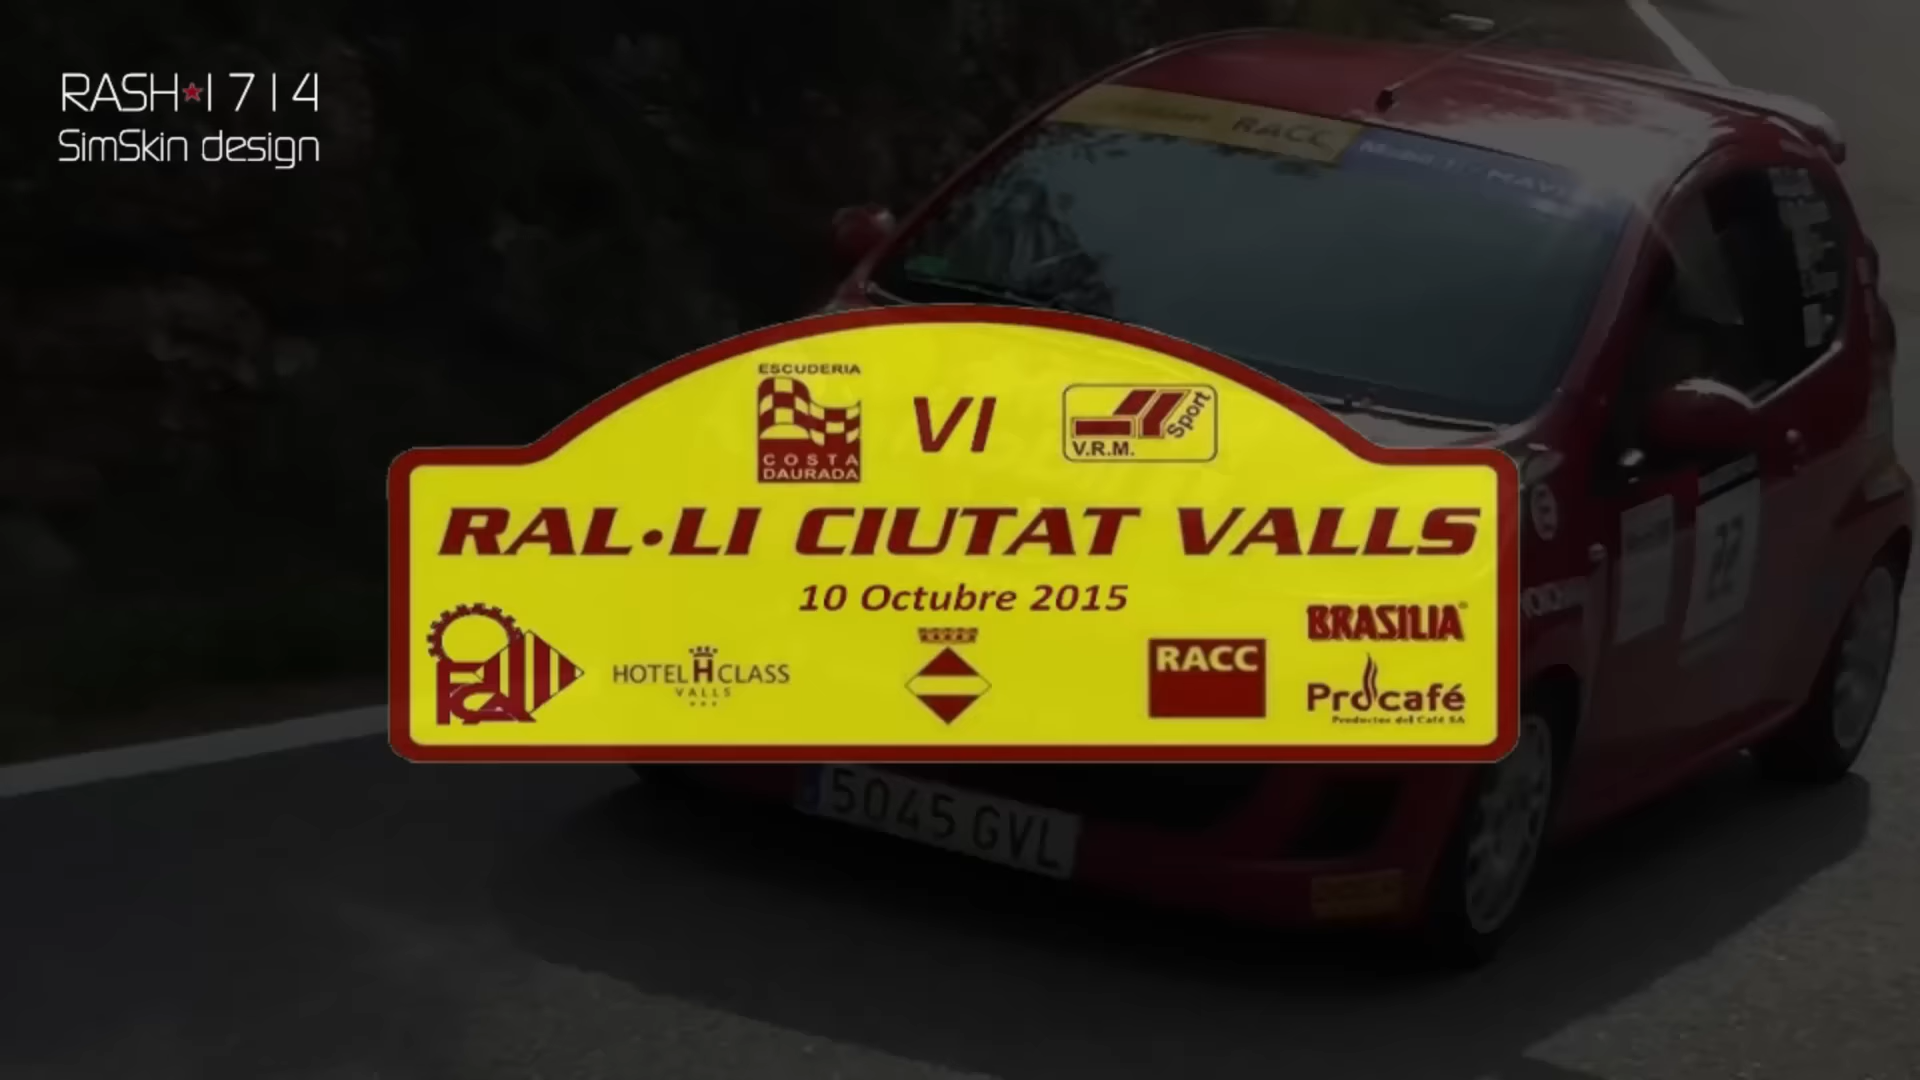 RASH★1714
SimSkin design
RACC
ESCUDERIA
COSTA
DAURADA
VI
V.R.M.
Sport
RAL·LI CIUTAT VALLS
10 Octubre 2015
HOTEL H CLASS
VALLS
RACC
BRASILIA
Procafé
Productos del Café SA
22
5045 GVL